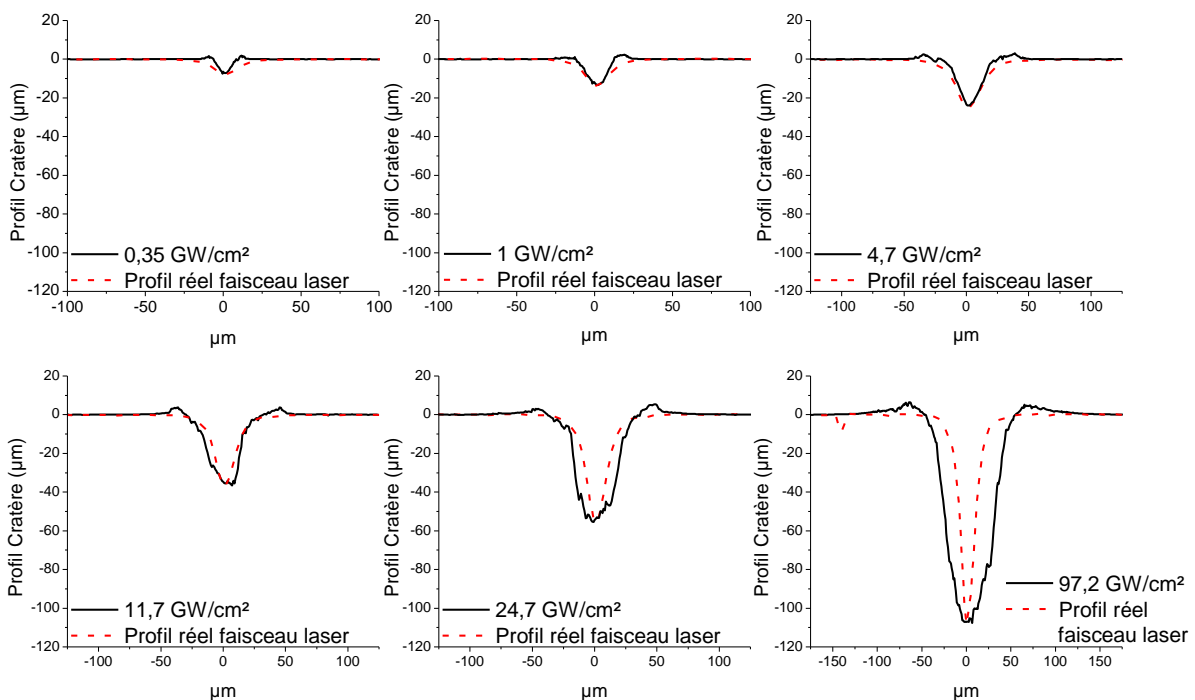 Profil Cratère (µm)
20
0
-20
-40
-60
-80
-100
-120
0,35 GW/cm²
Profil réel faisceau laser
-100 -50 0 50 100
µm
Profil Cratère (µm)
20
0
-20
-40
-60
-80
-100
-120
1 GW/cm²
Profil réel faisceau laser
-100 -50 0 50 100
µm
Profil Cratère (µm)
20
0
-20
-40
-60
-80
-100
-120
4,7 GW/cm²
Profil réel faisceau laser
-100 -50 0 50 100
µm
Profil Cratère (µm)
20
0
-20
-40
-60
-80
-100
-120
11,7 GW/cm²
Profil réel faisceau laser
-100 -50 0 50 100
µm
Profil Cratère (µm)
20
0
-20
-40
-60
-80
-100
-120
24,7 GW/cm²
Profil réel faisceau laser
-100 -50 0 50 100
µm
Profil Cratère (µm)
20
0
-20
-40
-60
-80
-100
-120
97,2 GW/cm²
Profil réel
faisceau laser
-150 -100 -50 0 50 100 150
µm